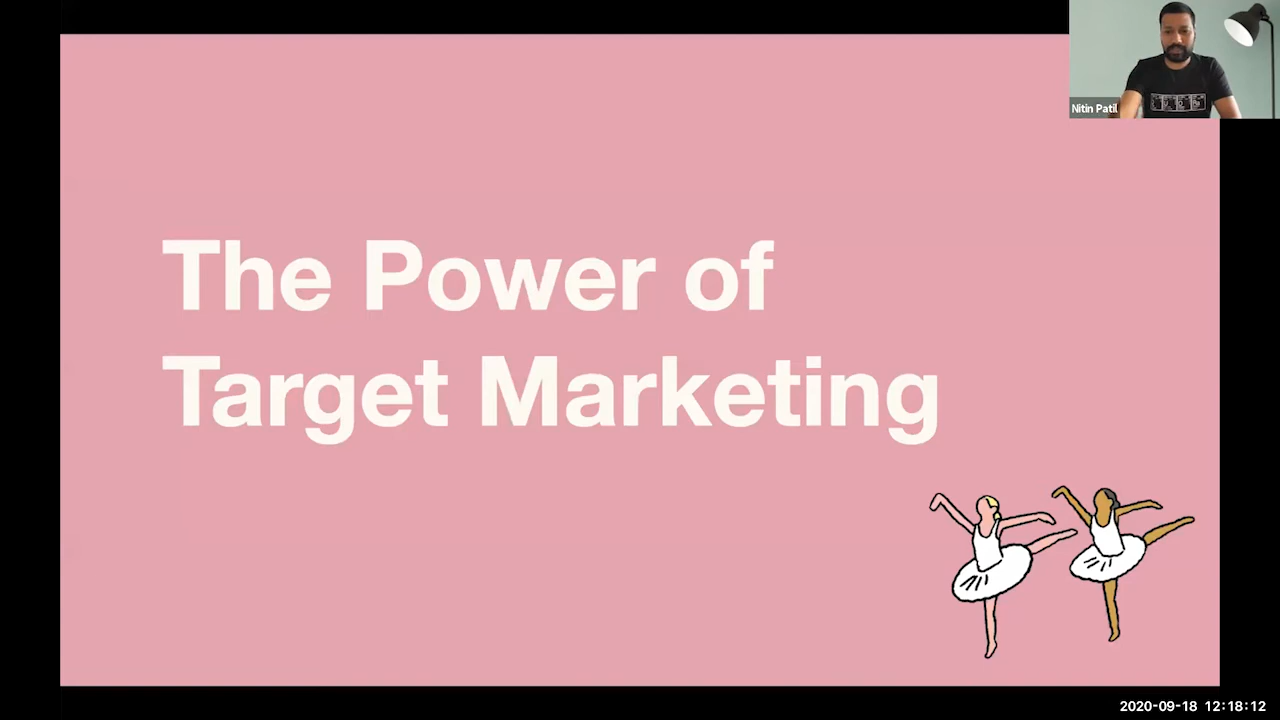 Nitin Patil
The Power of
Target Marketing
2020-09-18 12:18:12